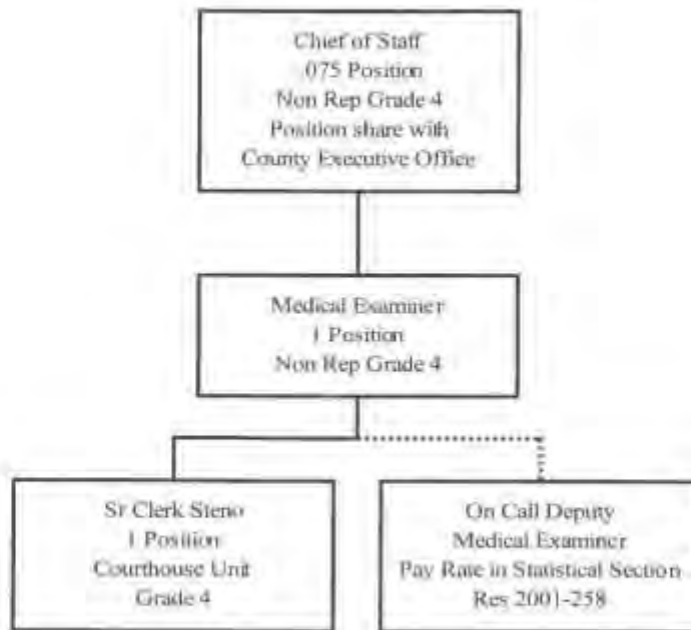 Chief of Staff
.075 Position
Non Rep Grade 4
Position share with
County Executive Office
Medical Examiner
1 Position
Non Rep Grade 4
Sr Clerk Steno
1 Position
Courthouse Unit
Grade 4
On Call Deputy
Medical Examiner
Pay Rate in Statistical Section
Res 2001-258